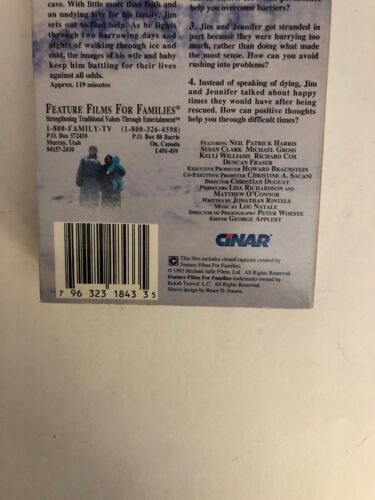 cave. With little more than faith and
an undying love for his family, Jim
sets out to find help. As he fights
through two harrowing days and
nights of walking through ice and
cold, the images of his wife and baby
keep him battling for their lives
against all odds.
Approx. 119 minutes
FEATURE FILMS FOR FAMILIES®
Strengthening Traditional Values Through Entertainment™
1-800-FAMILY-TV (1-800-326-4598)
P.O. Box 572410 P.O. Box 88 Barrie
Murray, Utah On, Canada
84157-2410 L4M-4S9
help you overcome barriers?
3. Jim and Jennifer got stranded in
part because they were hurrying too
much, rather than doing what made
the most sense. How can you avoid
rushing into problems?
4. Instead of speaking of dying, Jim
and Jennifer talked about happy
times they would have after being
rescued. How can positive thoughts
help you through difficult times?
FEATURING NEIL PATRICK HARRIS
SUSAN CLARK MICHAEL GROSS
KELLI WILLIAMS RICHARD COX
DUNCAN FRASER
EXECUTIVE PRODUCER HOWARD BRAUNSTEIN
CO-EXECUTIVE PRODUCER CHRISTINE A. SACANI
DIRECTOR CHRISTIAN DUGUAY
PRODUCERS LISA RICHARDSON AND
MATTHEW O'CONNOR
WRITTEN BY JONATHAN RINTELS
MUSIC BY LOU NATALE
DIRECTOR OF PHOTOGRAPHY PETER WOESTE
EDITOR GEORGE APPLEBY
CINAR
This film includes closed captions created by
Feature Films For Families.
© 1993 Michael Jaffe Films, Ltd. All Rights Reserved.
Feature Films For Families trademarks owned by
L.C. All Rights Reserved.
Sleeve design by Bruce D. Jensen.
7 96323 18433 5